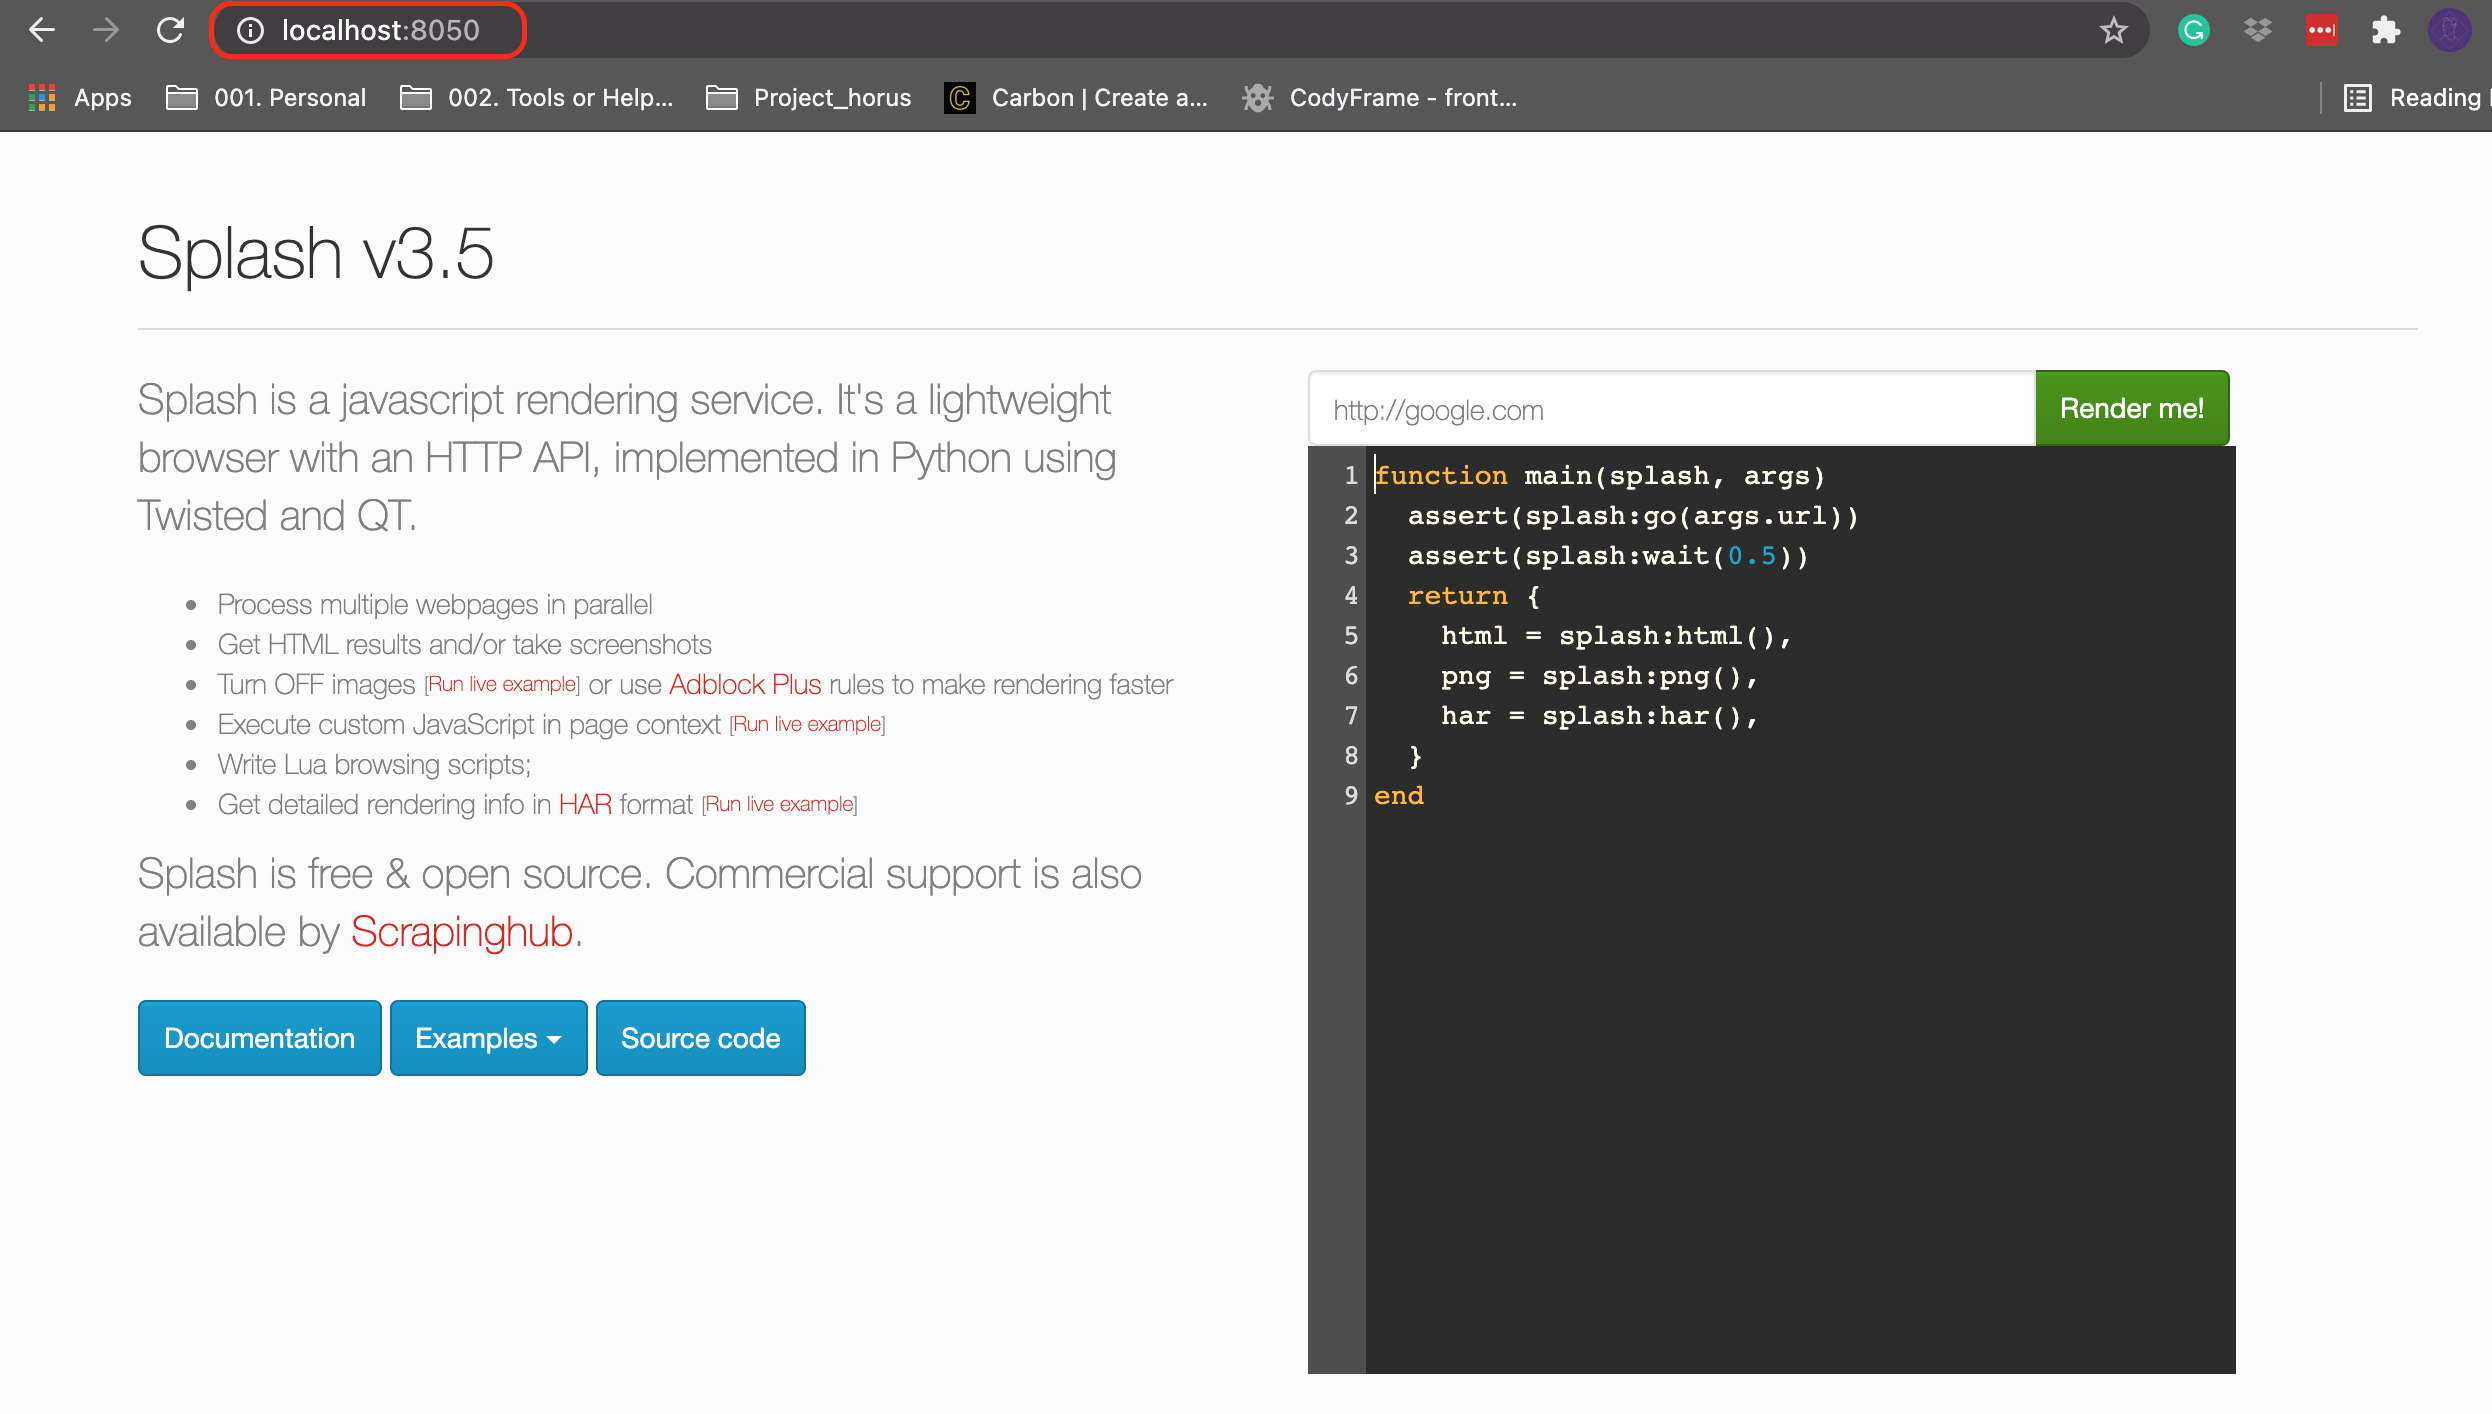 localhost:8050
Apps 001. Personal 002. Tools or Help... Project_horus Carbon | Create a... CodyFrame - front... Reading
Splash v3.5
Splash is a javascript rendering service. It's a lightweight
browser with an HTTP API, implemented in Python using
Twisted and QT.
Process multiple webpages in parallel
Get HTML results and/or take screenshots
Turn OFF images [Run live example] or use Adblock Plus rules to make rendering faster
Execute custom JavaScript in page context [Run live example]
Write Lua browsing scripts;
Get detailed rendering info in HAR format [Run live example]
Splash is free & open source. Commercial support is also
available by Scrapinghub.
Documentation Examples Source code
http://google.com Render me!
1 function main(splash, args)
2 assert(splash:go(args.url))
3 assert(splash:wait(0.5))
4 return {
5 html = splash:html(),
6 png = splash:png(),
7 har = splash:har(),
8 }
9 end